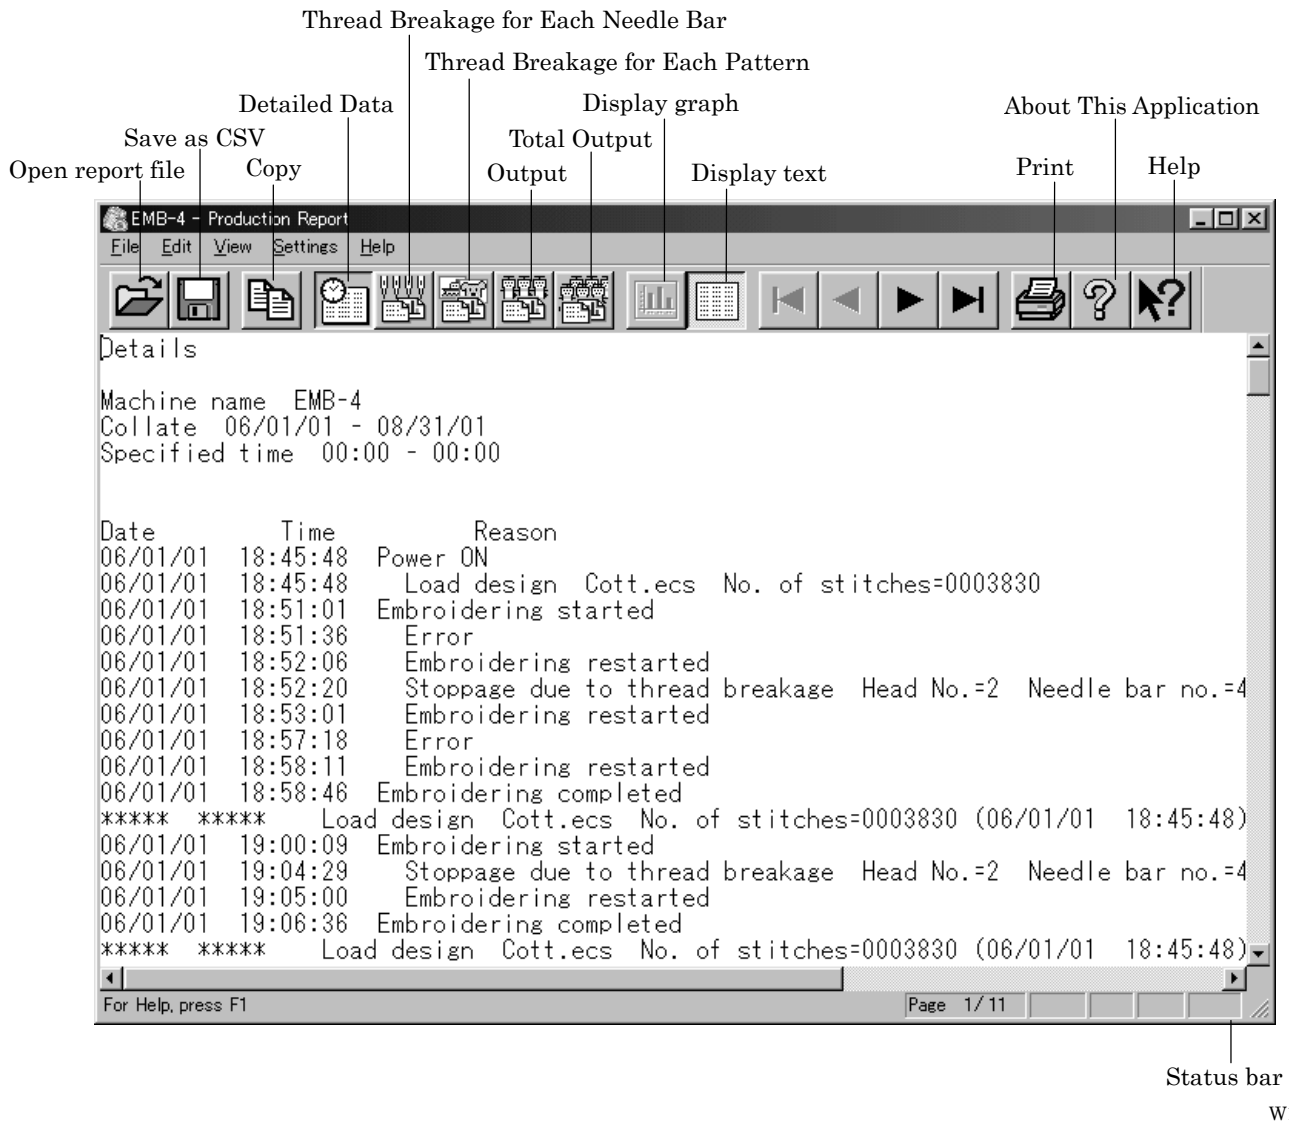 Thread Breakage for Each Needle Bar
Thread Breakage for Each Pattern
Detailed Data
Display graph
About This Application
Save as CSV
Total Output
Open report file
Copy
Output
Display text
Print
Help
EMB-4 - Production Report
File Edit View Settings Help
Details
Machine name EMB-4
Collate 06/01/01 - 08/31/01
Specified time 00:00 - 00:00
Date Time Reason
06/01/01 18:45:48 Power ON
06/01/01 18:45:48 Load design Cott.ecs No. of stitches=0003830
06/01/01 18:51:01 Embroidering started
06/01/01 18:51:36 Error
06/01/01 18:52:06 Embroidering restarted
06/01/01 18:52:20 Stoppage due to thread breakage Head No.=2 Needle bar no.=4
06/01/01 18:53:01 Embroidering restarted
06/01/01 18:57:18 Error
06/01/01 18:58:11 Embroidering restarted
06/01/01 18:58:46 Embroidering completed
***** ***** Load design Cott.ecs No. of stitches=0003830 (06/01/01 18:45:48)
06/01/01 19:00:09 Embroidering started
06/01/01 19:04:29 Stoppage due to thread breakage Head No.=2 Needle bar no.=4
06/01/01 19:05:00 Embroidering restarted
06/01/01 19:06:36 Embroidering completed
***** ***** Load design Cott.ecs No. of stitches=0003830 (06/01/01 18:45:48)
For Help, press F1
Page 1/11
Status bar